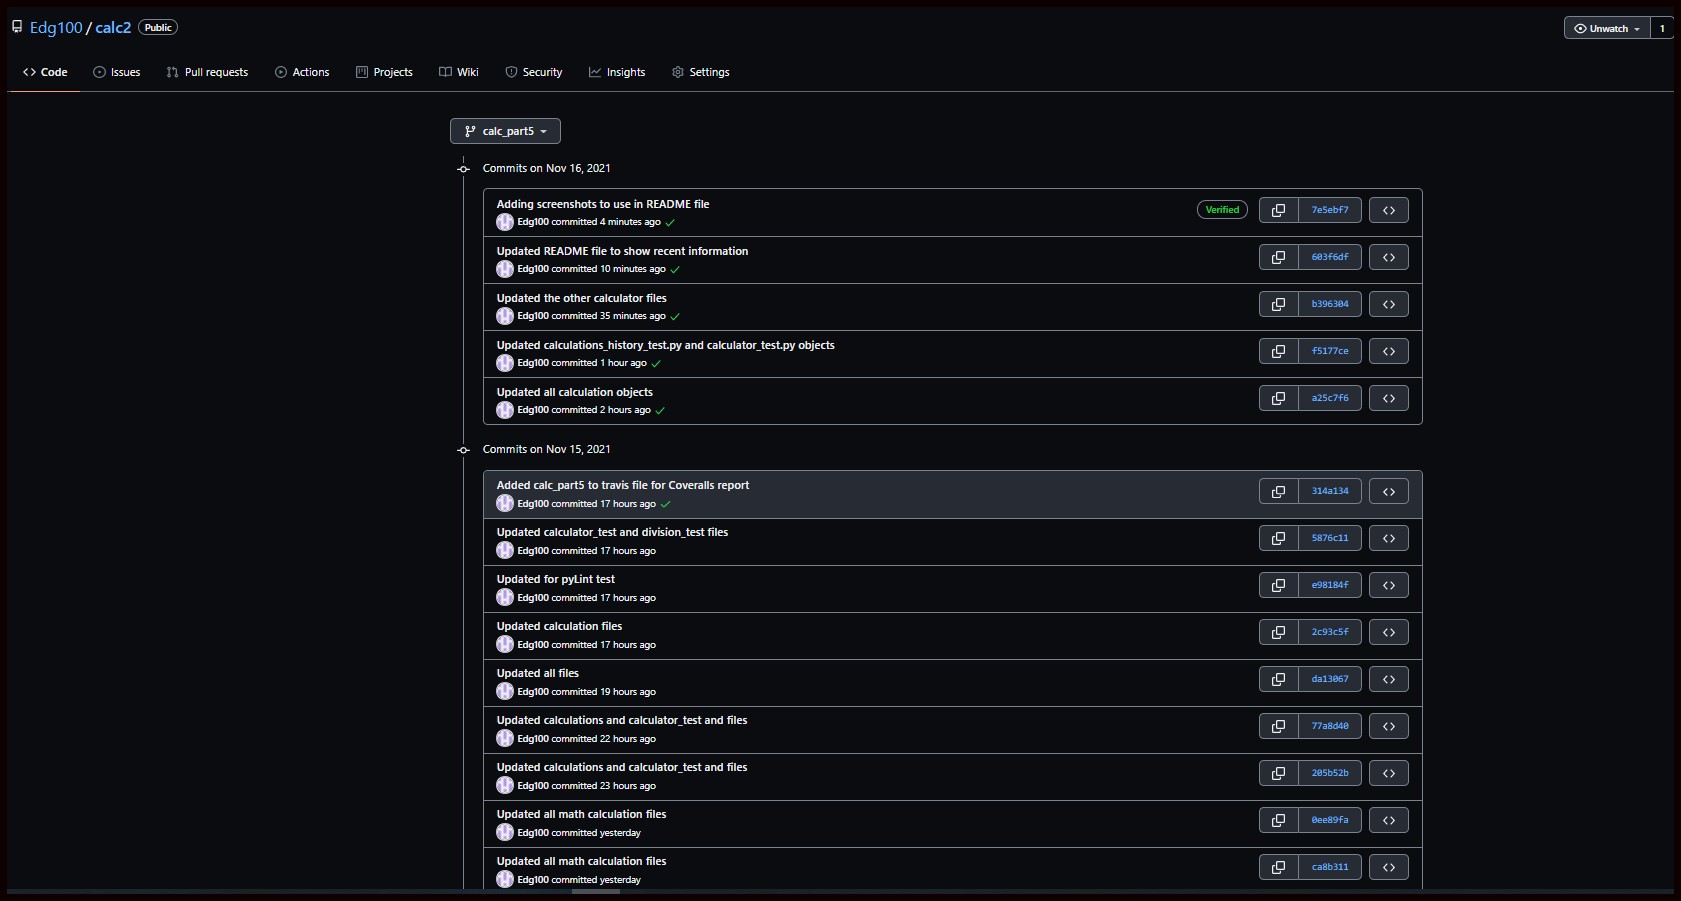 Edg100 / calc2 Public
Unwatch 1
Code Issues Pull requests Actions Projects Wiki Security Insights Settings
calc_part5
Commits on Nov 16, 2021
Adding screenshots to use in README file
Edg100 committed 4 minutes ago
Verified
7e5ebf7
Updated README file to show recent information
Edg100 committed 10 minutes ago
603f6df
Updated the other calculator files
Edg100 committed 35 minutes ago
b396304
Updated calculations_history_test.py and calculator_test.py objects
Edg100 committed 1 hour ago
f5177ce
Updated all calculation objects
Edg100 committed 2 hours ago
a25c7f6
Commits on Nov 15, 2021
Added calc_part5 to travis file for Coveralls report
Edg100 committed 17 hours ago
314a134
Updated calculator_test and division_test files
Edg100 committed 17 hours ago
5876c11
Updated for pyLint test
Edg100 committed 17 hours ago
e98184f
Updated calculation files
Edg100 committed 17 hours ago
2c93c5f
Updated all files
Edg100 committed 19 hours ago
da13067
Updated calculations and calculator_test and files
Edg100 committed 22 hours ago
77a8d40
Updated calculations and calculator_test and files
Edg100 committed 23 hours ago
205b52b
Updated all math calculation files
Edg100 committed yesterday
0ee89fa
Updated all math calculation files
Edg100 committed yesterday
ca8b311